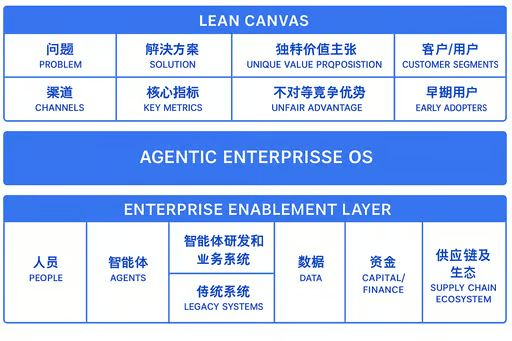 LEAN CANVAS
问题
PROBLEM
解決方案
SOLUTION
独特价值主张
UNIQUE VALUE PRQPOSISTION
客户/用户
CUSTOMER SEGMENTS
渠道
CHANNELS
核心指标
KEY METRICS
不对等竞争优势
UNFAIR ADVANTAGE
早期用户
EARLY ADOPTERS
AGENTIC ENTERPRISSE OS
ENTERPRISE ENABLEMENT LAYER
人员
PEOPLE
智能体
AGENTS
智能体研发和
业务系统
传统系统
LEGACY SYSTEMS
数据
DATA
资金
CAPITAL/
FINANCE
供应链及
生态
SUPPLY CHAIN
ECOSYSTEM